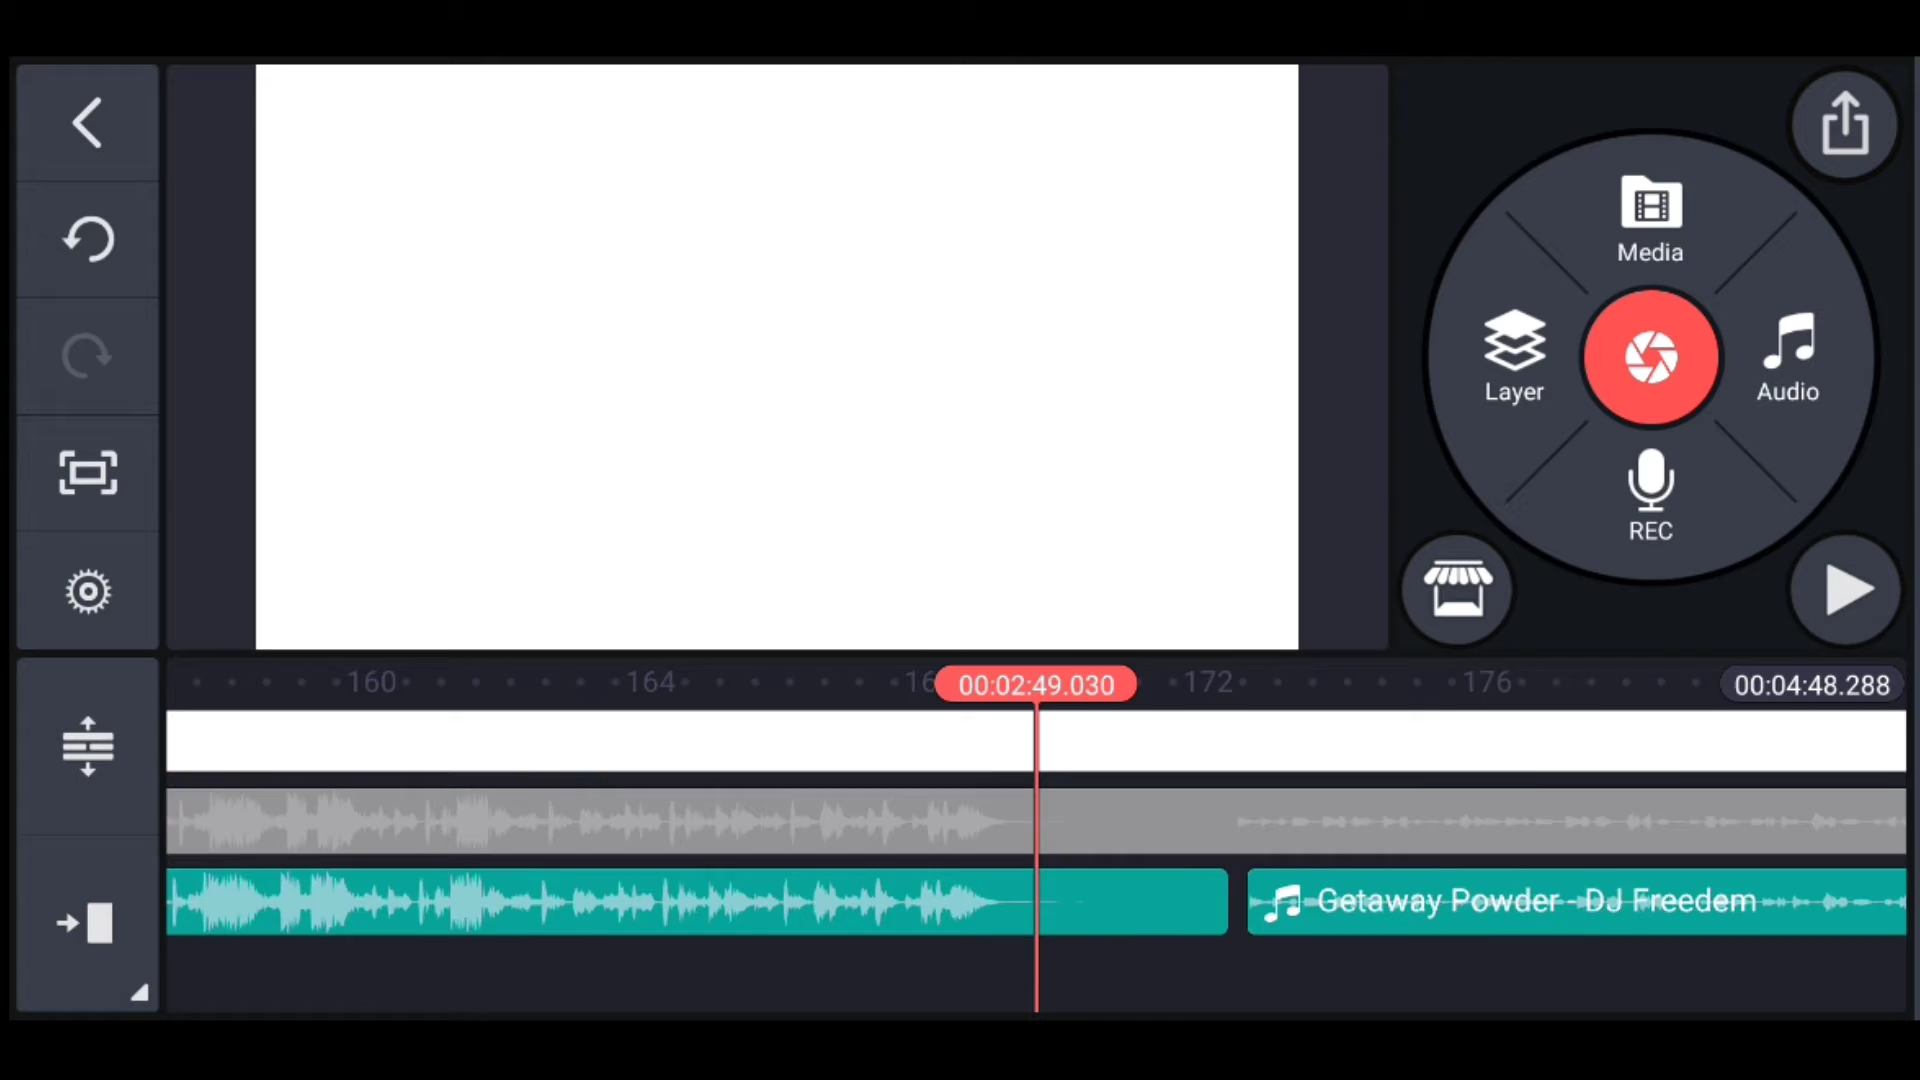 Media
Layer
Audio
REC
160
164
16
00:02:49.030
172
176
00:04:48.288
Getaway Powder - DJ Freedem